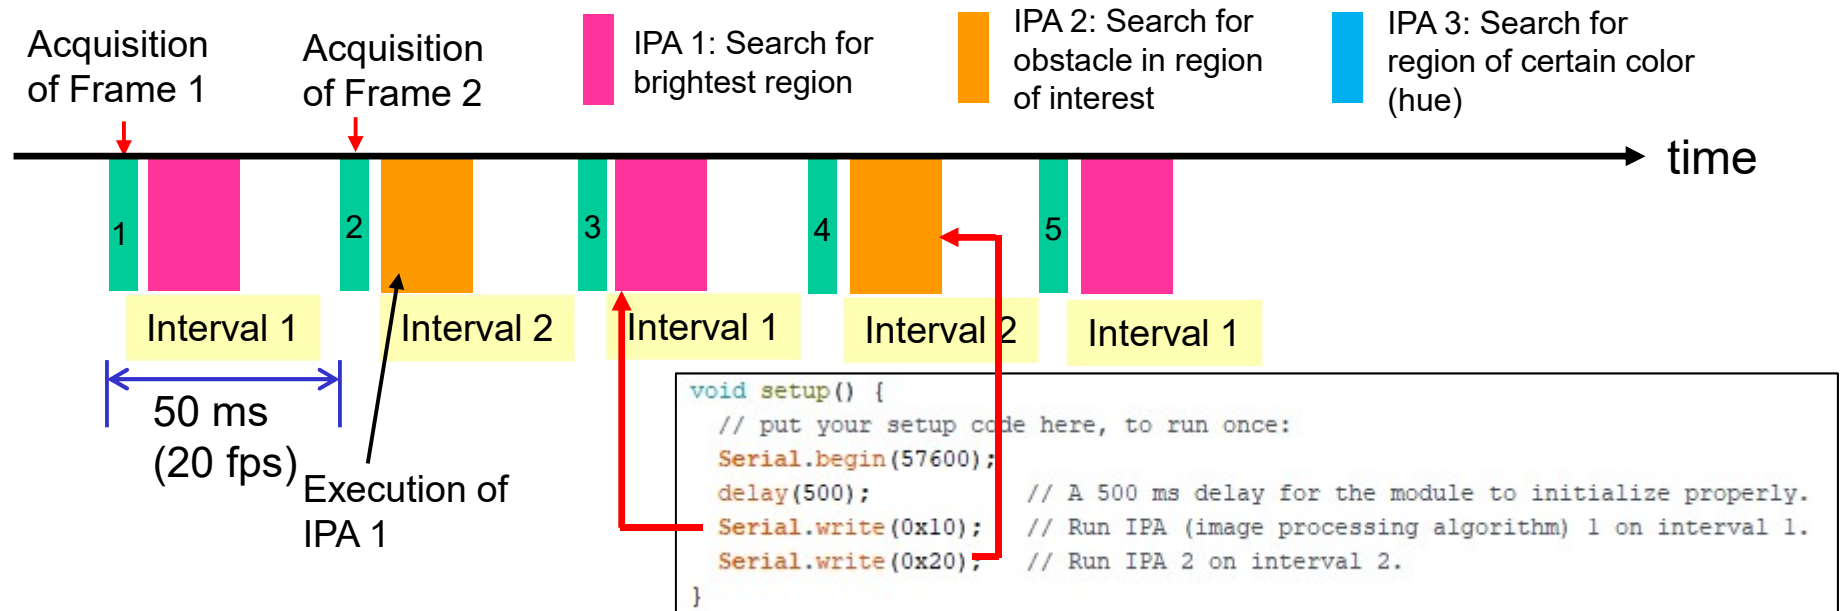 Acquisition
of Frame 1
Acquisition
of Frame 2
IPA 1: Search for
brightest region
IPA 2: Search for
obstacle in region
of interest
IPA 3: Search for
region of certain color
(hue)
time
1
2
3
4
5
Interval 1
Interval 2
Interval 1
Interval 2
Interval 1
50 ms
(20 fps)
Execution of
IPA 1
void setup() {
// put your setup code here, to run once:
Serial.begin(57600);
delay(500); // A 500 ms delay for the module to initialize properly.
Serial.write(0x10); // Run IPA (image processing algorithm) 1 on interval 1.
Serial.write(0x20); // Run IPA 2 on interval 2.
}